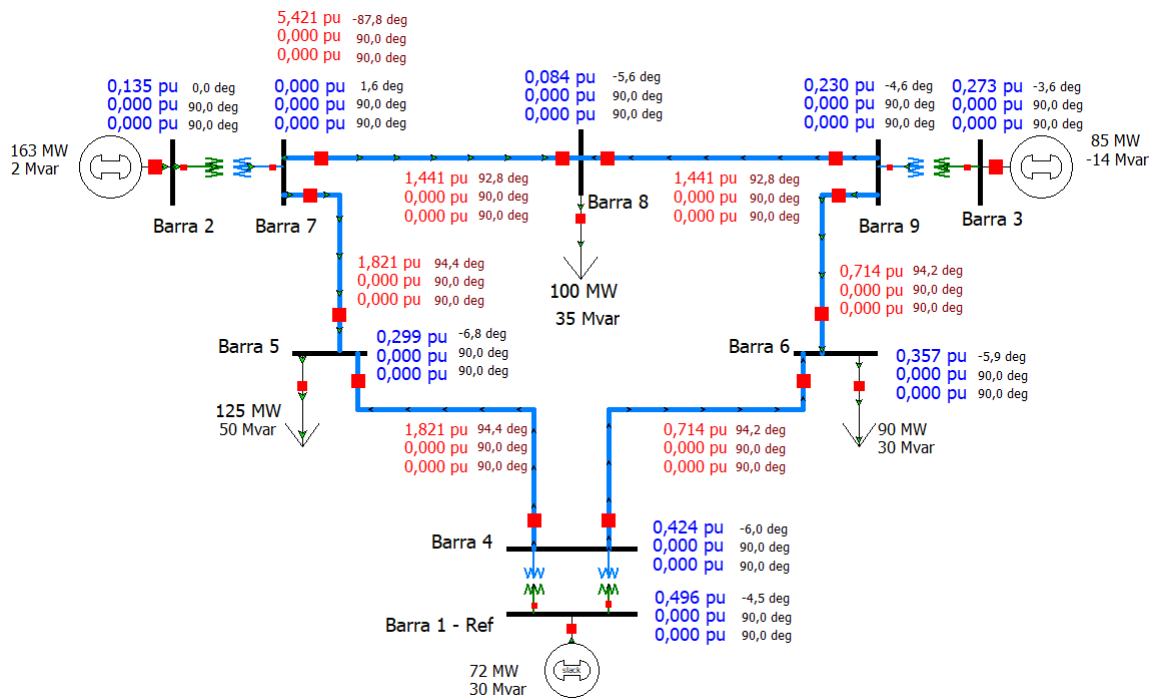 5,421 pu -87,8 deg
0,000 pu 90,0 deg
0,000 pu 90,0 deg
0,135 pu 0,0 deg
0,000 pu 90,0 deg
0,000 pu 90,0 deg
0,000 pu 1,6 deg
0,000 pu 90,0 deg
0,000 pu 90,0 deg
0,084 pu -5,6 deg
0,000 pu 90,0 deg
0,000 pu 90,0 deg
0,230 pu -4,6 deg
0,000 pu 90,0 deg
0,000 pu 90,0 deg
0,273 pu -3,6 deg
0,000 pu 90,0 deg
0,000 pu 90,0 deg
163 MW
2 Mvar
85 MW
-14 Mvar
Barra 2
Barra 7
1,441 pu 92,8 deg
0,000 pu 90,0 deg
0,000 pu 90,0 deg
Barra 8
1,441 pu 92,8 deg
0,000 pu 90,0 deg
0,000 pu 90,0 deg
Barra 9
Barra 3
100 MW
35 Mvar
1,821 pu 94,4 deg
0,000 pu 90,0 deg
0,000 pu 90,0 deg
0,714 pu 94,2 deg
0,000 pu 90,0 deg
0,000 pu 90,0 deg
Barra 5
0,299 pu -6,8 deg
0,000 pu 90,0 deg
0,000 pu 90,0 deg
Barra 6
0,357 pu -5,9 deg
0,000 pu 90,0 deg
0,000 pu 90,0 deg
125 MW
50 Mvar
1,821 pu 94,4 deg
0,000 pu 90,0 deg
0,000 pu 90,0 deg
0,714 pu 94,2 deg
0,000 pu 90,0 deg
0,000 pu 90,0 deg
90 MW
30 Mvar
Barra 4
0,424 pu -6,0 deg
0,000 pu 90,0 deg
0,000 pu 90,0 deg
Barra 1 - Ref
0,496 pu -4,5 deg
0,000 pu 90,0 deg
0,000 pu 90,0 deg
72 MW
30 Mvar
slack